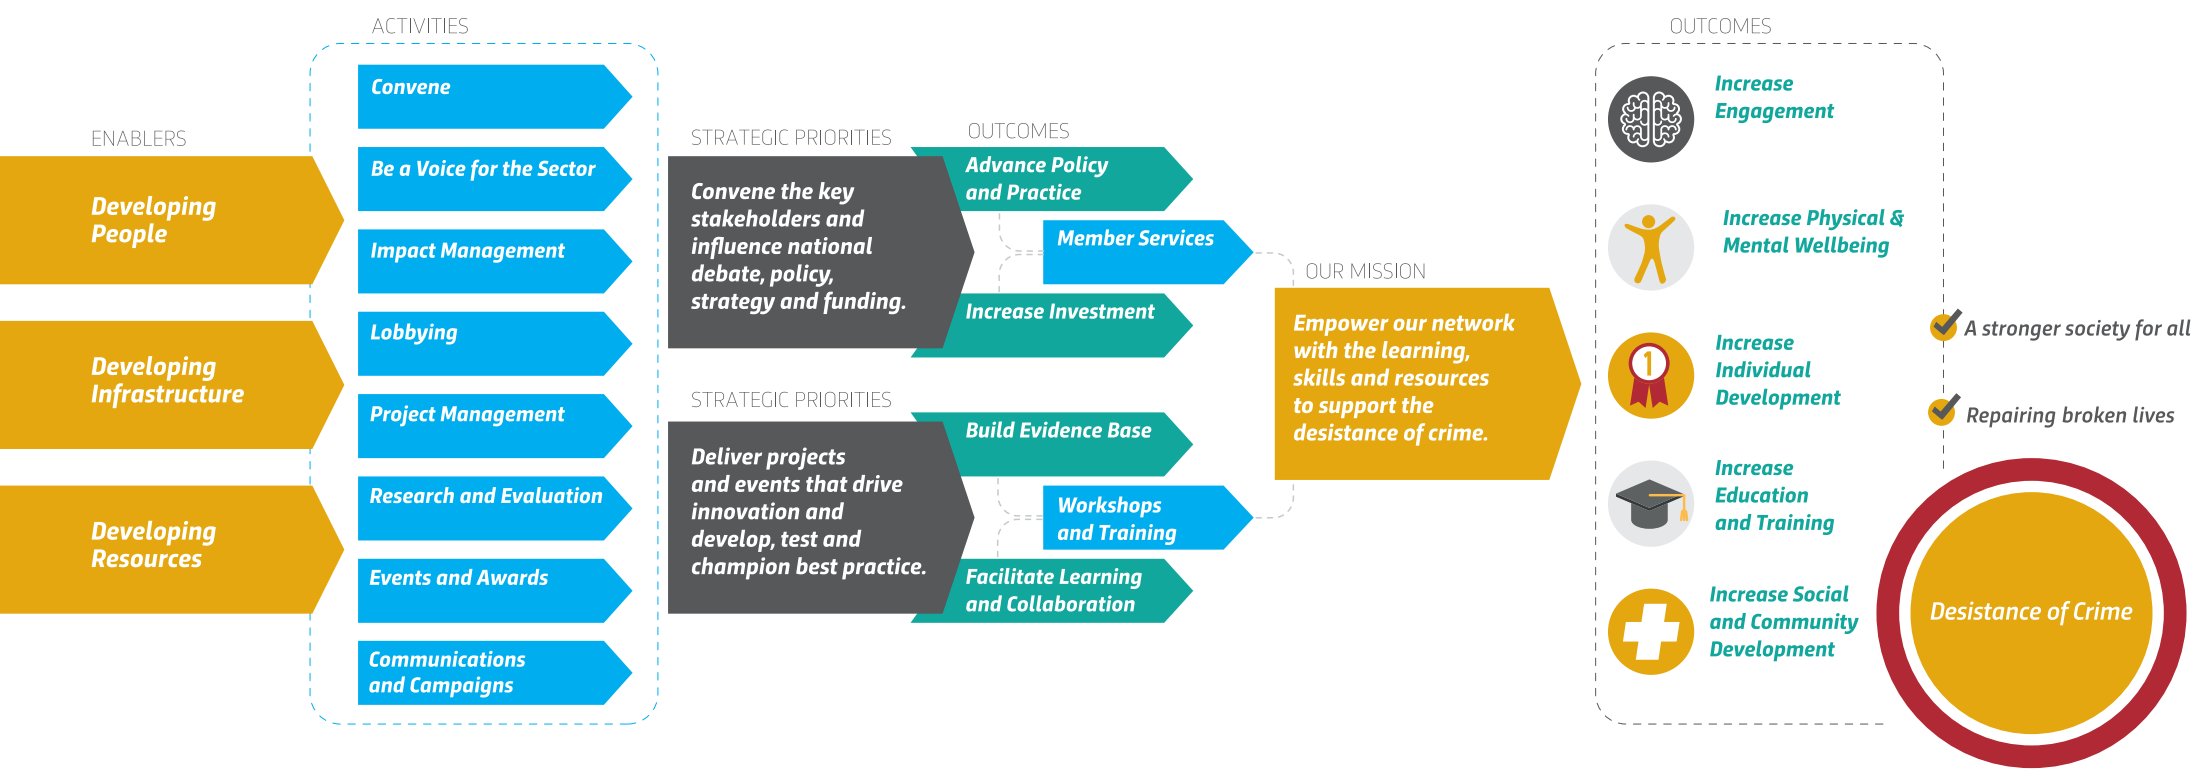 ENABLERS
Developing
People
Developing
Infrastructure
Developing
Resources
ACTIVITIES
Convene
Be a Voice for the Sector
Impact Management
Lobbying
Project Management
Research and Evaluation
Events and Awards
Communications
and Campaigns
STRATEGIC PRIORITIES
Convene the key
stakeholders and
influence national
debate, policy,
strategy and funding.
STRATEGIC PRIORITIES
Deliver projects
and events that drive
innovation and
develop, test and
champion best practice.
OUTCOMES
Advance Policy
and Practice
Member Services
Increase Investment
Build Evidence Base
Workshops
and Training
Facilitate Learning
and Collaboration
OUR MISSION
Empower our network
with the learning,
skills and resources
to support the
desistance of crime.
OUTCOMES
Increase
Engagement
Increase Physical &
Mental Wellbeing
1
Increase
Individual
Development
Increase
Education
and Training
Increase Social
and Community
Development
A stronger society for all
Repairing broken lives
Desistance of Crime